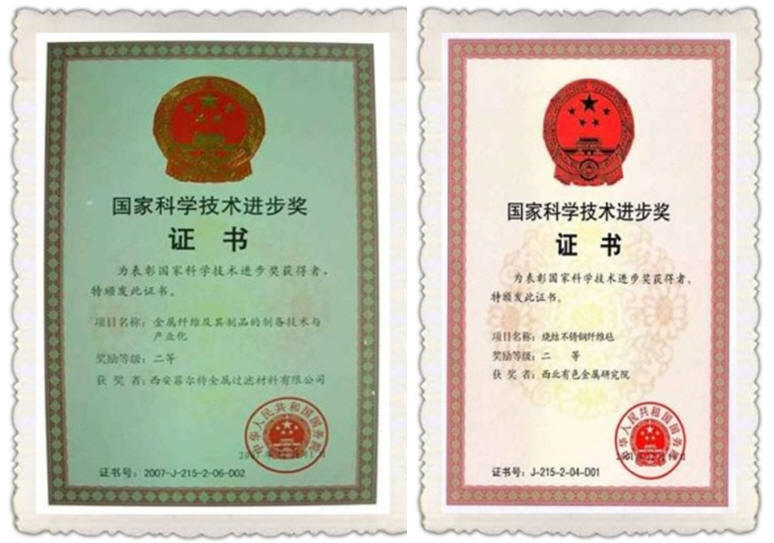 国家科学技术进步奖
证书
为表彰国家科学技术进步奖获得者，
特颁发此证书。
项目名称：金属纤维及其制品的制备技术与
产业化
奖励等级：二等
获奖者：西安菲尔特金属过滤材料有限公司
中华人民共和国国务院
证书号：2007-J-215-2-06-D02
国家科学技术进步奖
证书
为表彰国家科学技术进步奖获得者，
特颁发此证书。
项目名称：烧结不锈钢纤维毡
奖励等级：二 等
获奖者：西北有色金属研究院
中华人民共和国国务院
证书号：J-215-2-04-D01